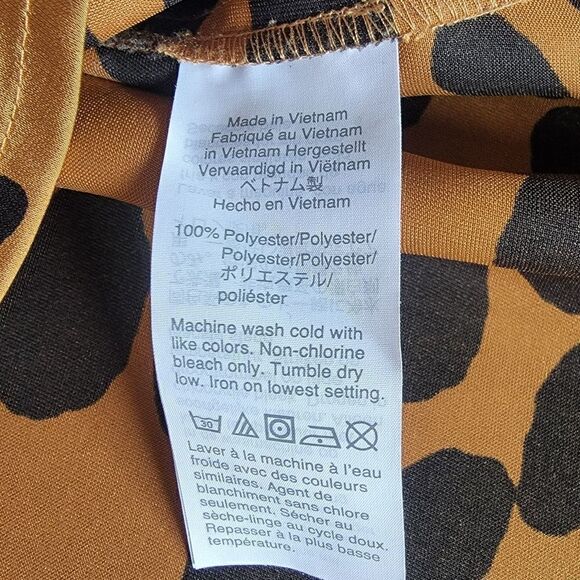 Made in Vietnam
Fabriqué au Vietnam
in Vietnam Hergestellt
Vervaardigd in Viëtnam
ベトナム製
Hecho en Vietnam
100% Polyester/Polyester/
Polyester/Polyester/
ポリエステル/
poliéster
Machine wash cold with
like colors. Non-chlorine
bleach only. Tumble dry
low. Iron on lowest setting.
30
Laver à la machine à l'eau
froide avec des couleurs
similaires. Agent de
blanchiment sans chlore
seulement. Sécher au
sèche-linge au cycle doux.
Repasser à la plus basse
température.